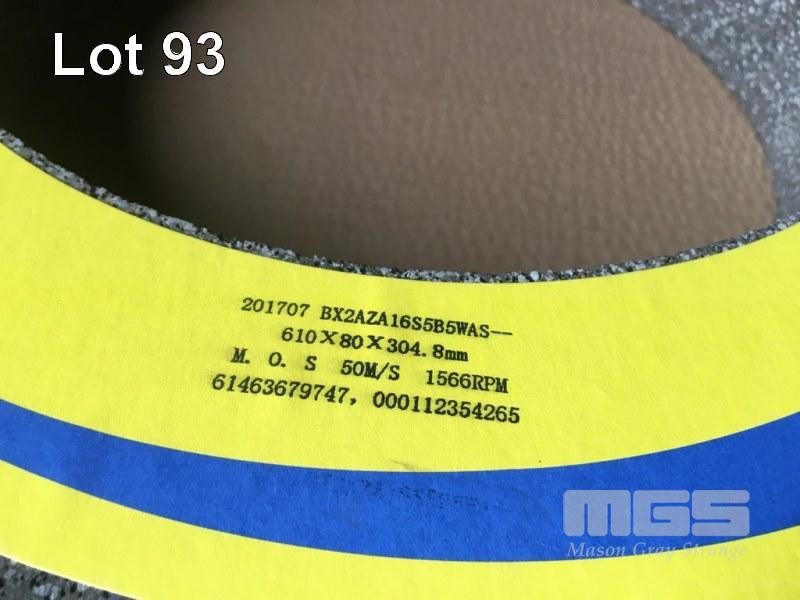 Lot 93
201707 BX2AZA16S5B5WAS--
610X80X304.8mm
M. O. S 50M/S 1566RPM
61463679747, 000112354265
MGS
Mason Gray Strange